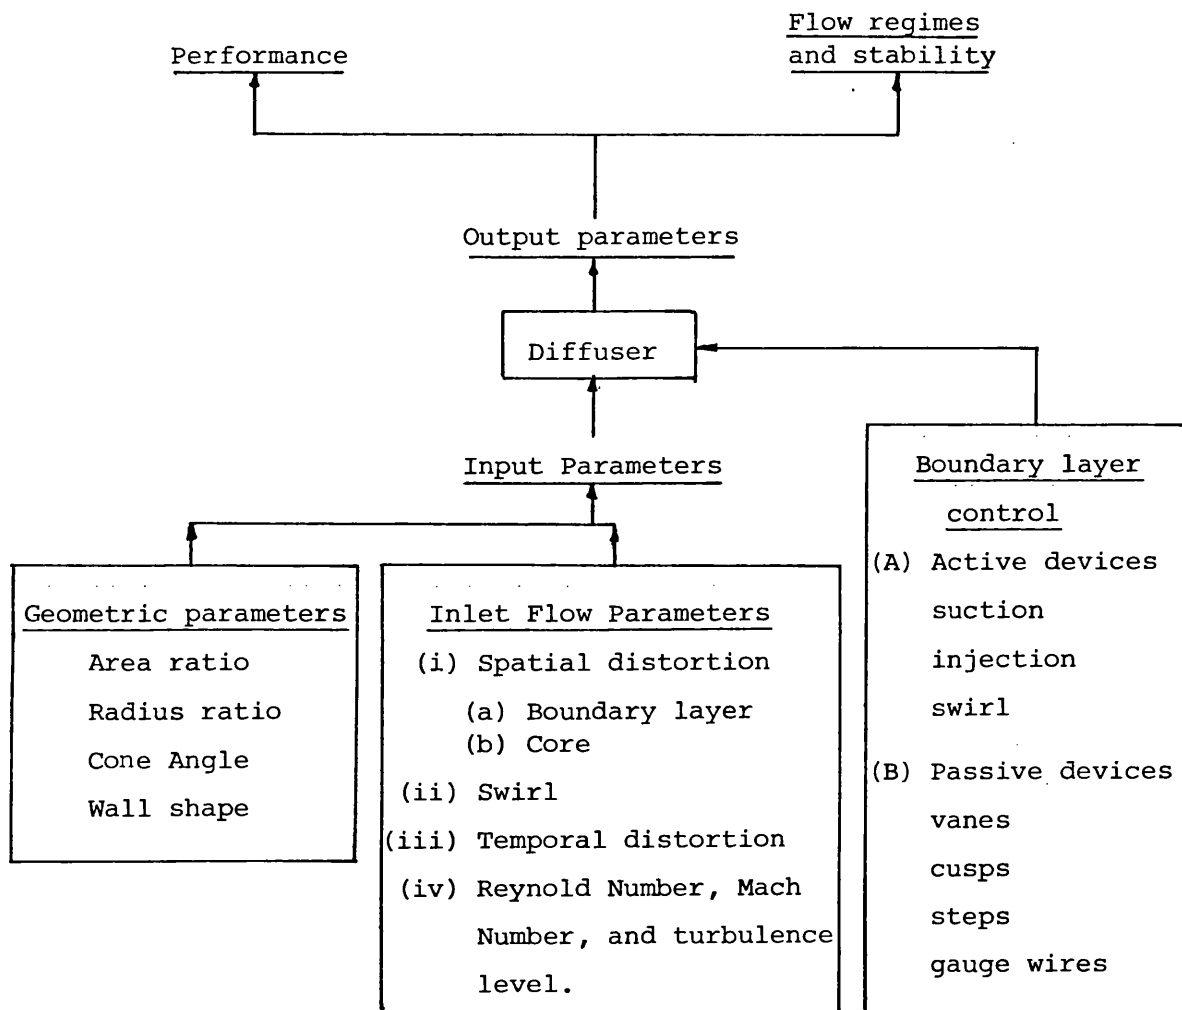 Performance
Flow regimes
and stability
Output parameters
Diffuser
Input Parameters
Geometric parameters
Area ratio
Radius ratio
Cone Angle
Wall shape
Inlet Flow Parameters
(i) Spatial distortion
(a) Boundary layer
(b) Core
(ii) Swirl
(iii) Temporal distortion
(iv) Reynold Number, Mach
Number, and turbulence
level.
Boundary layer
control
(A) Active devices
suction
injection
swirl
(B) Passive devices
vanes
cusps
steps
gauge wires